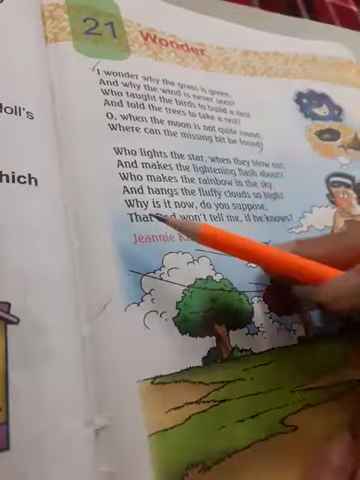 21
Wonder
I wonder why the grass is green,
And why the wind is never seen?
Who taught the birds to build a nest
And told the trees to take a rest?
O, when the moon is not quite round,
Where can the missing bit be found?
Who lights the star, when they blow out,
And makes the lightening flash about?
Who makes the rainbow in the sky,
And hangs the fluffy clouds so high?
Why is it now, do you suppose,
That won't tell me, if he knows?
Jeannie
oll's
hich